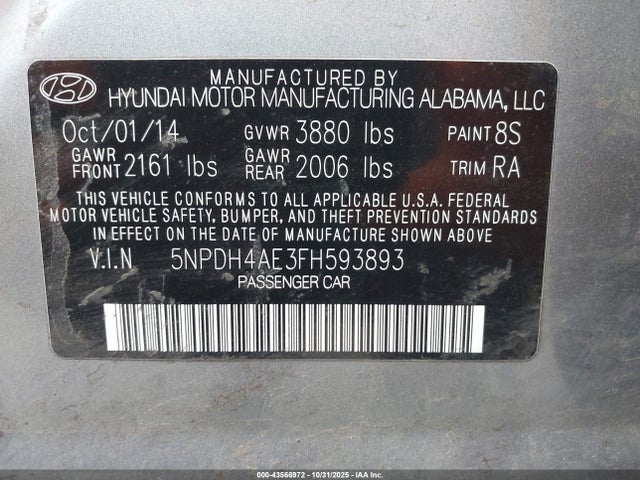 MANUFACTURED BY
HYUNDAI MOTOR MANUFACTURING ALABAMA, LLC
Oct/01/14 GVWR 3880 lbs PAINT 8S
GAWR FRONT 2161 lbs GAWR REAR 2006 lbs TRIM RA
THIS VEHICLE CONFORMS TO ALL APPLICABLE U.S.A. FEDERAL
MOTOR VEHICLE SAFETY, BUMPER, AND THEFT PREVENTION STANDARDS
IN EFFECT ON THE DATE OF MANUFACTURE SHOWN ABOVE.
V.I.N 5NPDH4AE3FH593893
PASSENGER CAR
000-43566972 • 10/31/2025 - IAA Inc.